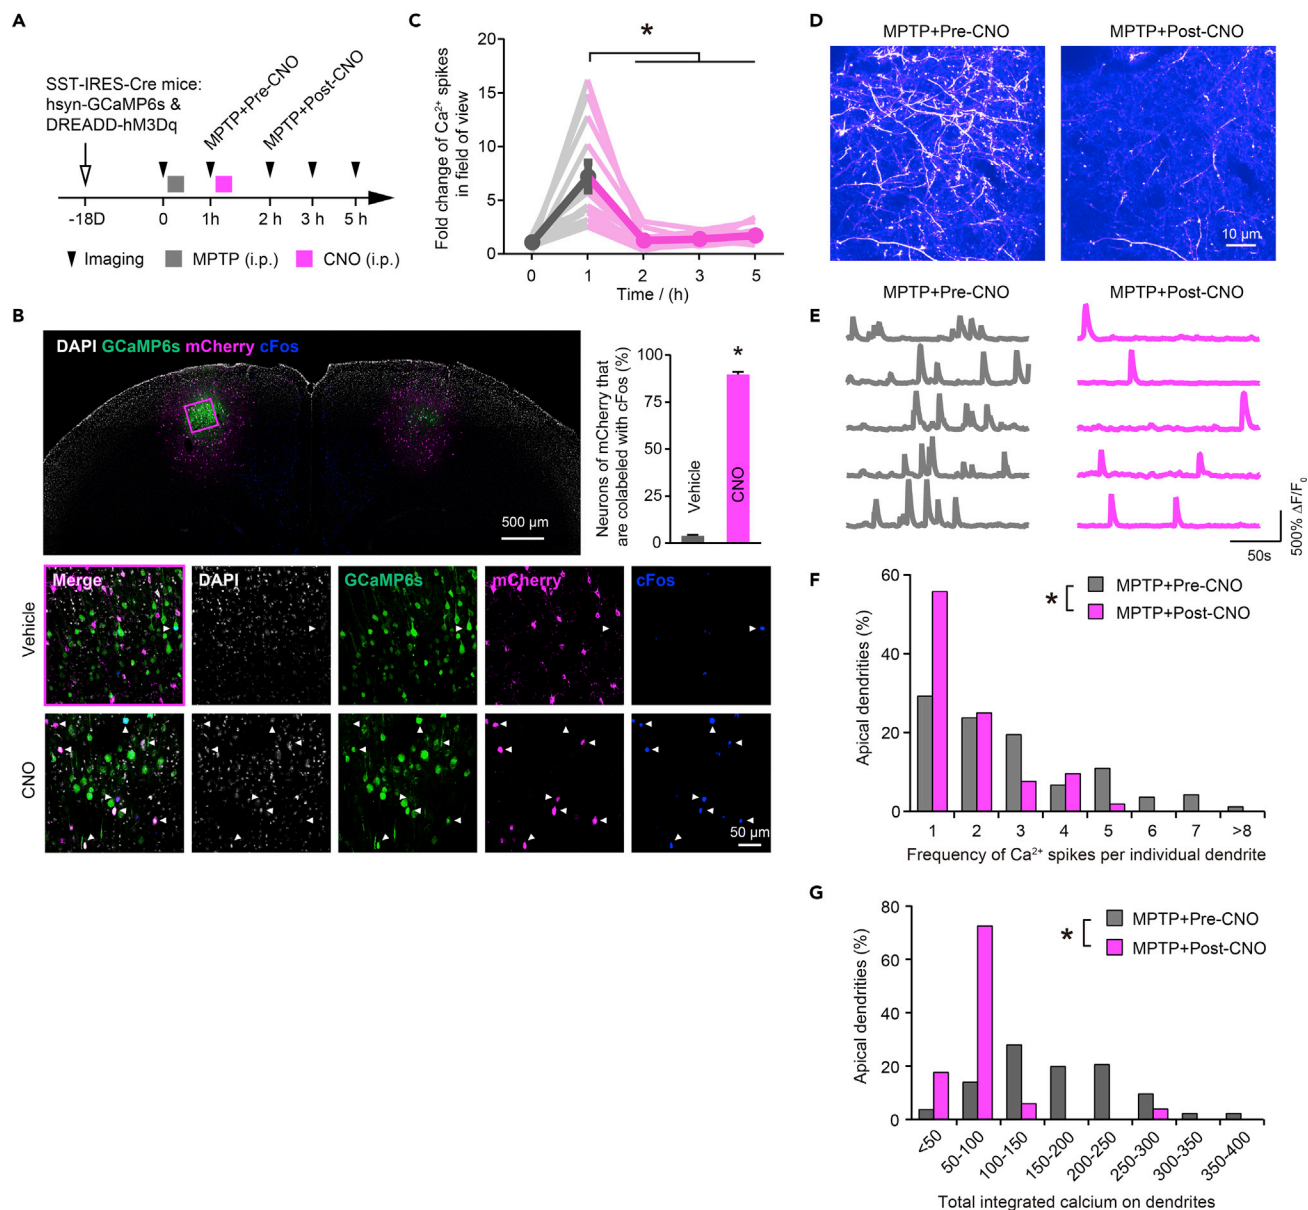 A
SST-IRES-Cre mice:
hsyn-GCaMP6s &
DREADD-hM3Dq
MPTP+Pre-CNO
MPTP+Post-CNO
-18D
0
1h
2 h
3 h
5 h
Imaging
MPTP (i.p.)
CNO (i.p.)
B
DAPI GCaMP6s mCherry cFos
500 µm
Neurons of mCherry that
are colabeled with cFos (%)
100
75
50
25
0
*
Vehicle
CNO
Merge
DAPI
GCaMP6s
mCherry
cFos
Vehicle
CNO
50 µm
C
Fold change of Ca²⁺ spikes
in field of view
20
15
10
5
0
*
0
1
2
3
5
Time / (h)
D
MPTP+Pre-CNO
MPTP+Post-CNO
10 µm
E
MPTP+Pre-CNO
MPTP+Post-CNO
50s
500% ΔF/F₀
F
Apical dendrites (%)
60
40
20
0
*
MPTP+Pre-CNO
MPTP+Post-CNO
1
2
3
4
5
6
7
>8
Frequency of Ca²⁺ spikes per individual dendrite
G
Apical dendrities (%)
80
60
40
20
0
*
MPTP+Pre-CNO
MPTP+Post-CNO
<50
50-100
100-150
150-200
200-250
250-300
300-350
350-400
Total integrated calcium on dendrites